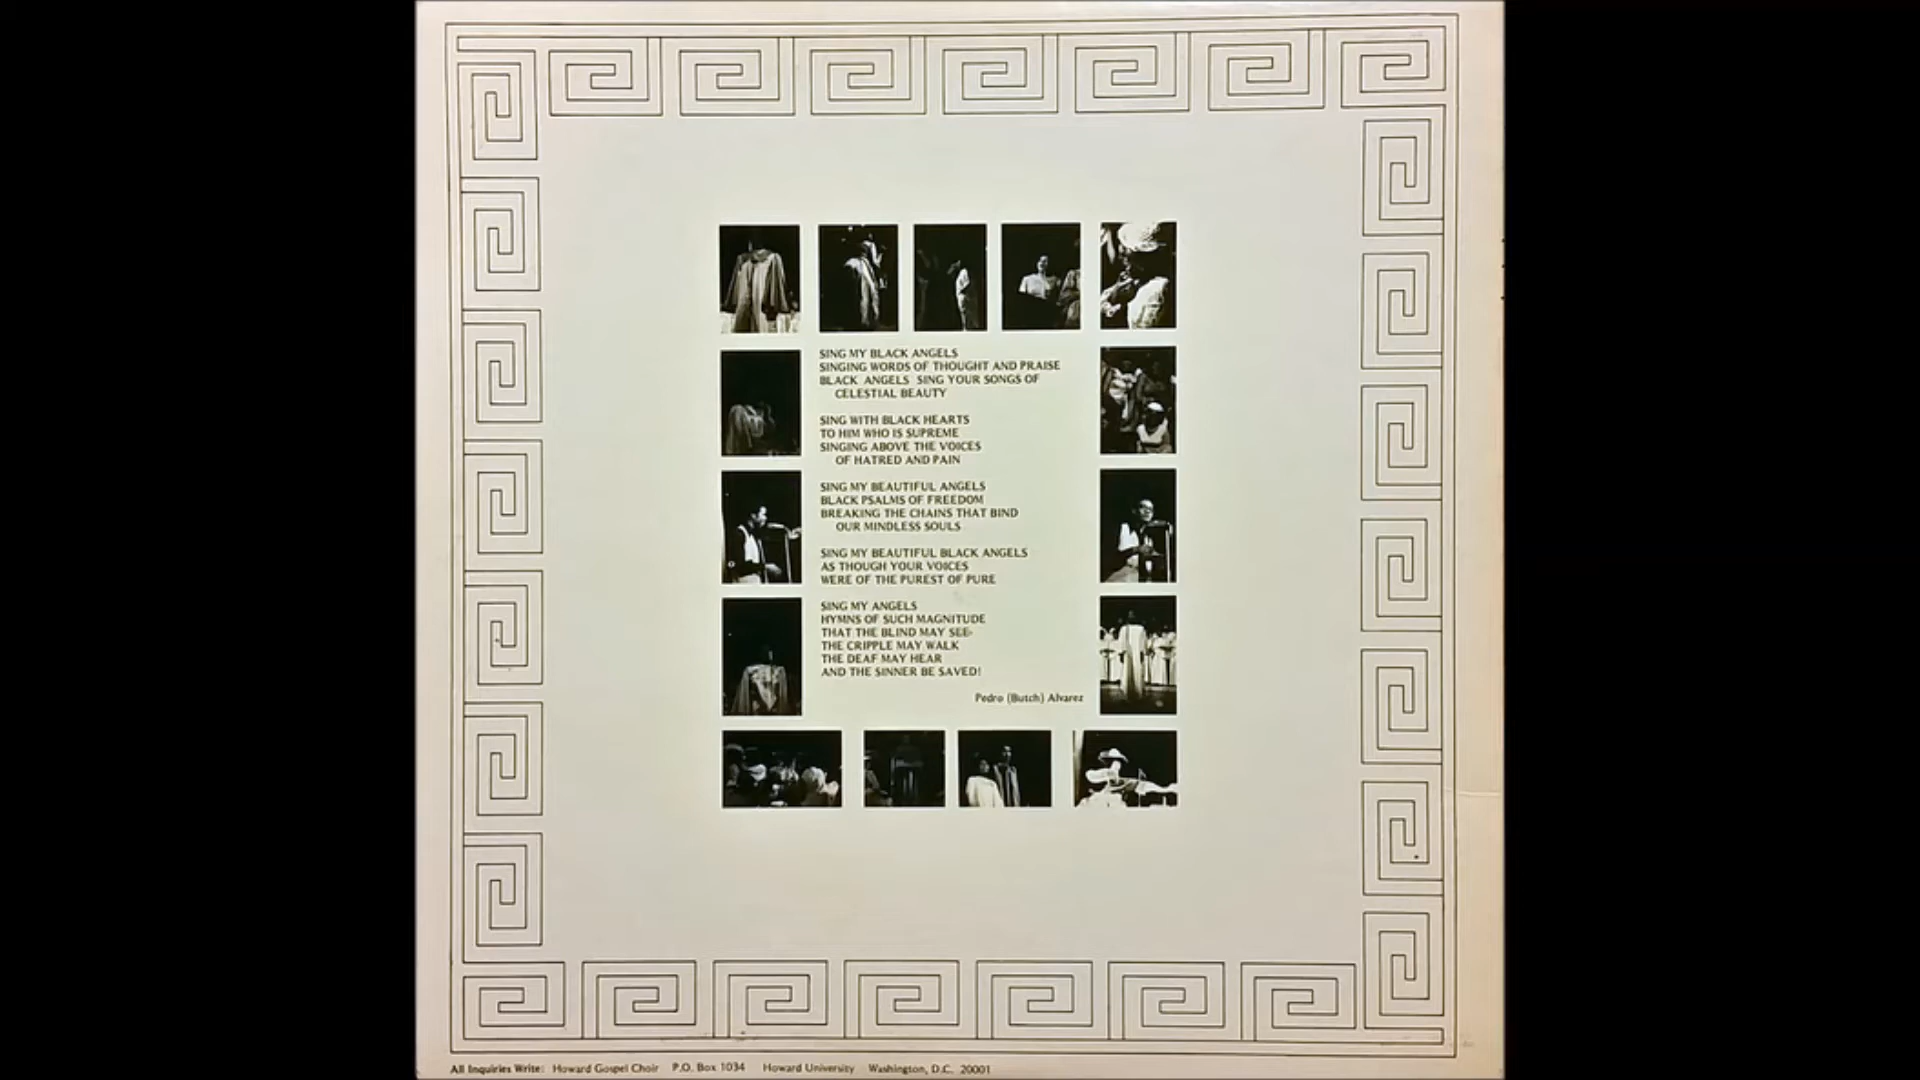 SING MY BLACK ANGELS
SINGING WORDS OF THOUGHT AND PRAISE
BLACK ANGELS SING YOUR SONGS OF
CELESTIAL BEAUTY
SING WITH BLACK HEARTS
TO HIM WHO IS SUPREME
SINGING ABOVE THE VOICES
OF HATRED AND PAIN
SING MY BEAUTIFUL ANGELS
BLACK PSALMS OF FREEDOM
BREAKING THE CHAINS THAT BIND
OUR MINDLESS SOULS
SING MY BEAUTIFUL BLACK ANGELS
AS THOUGH YOUR VOICES
WERE OF THE PUREST OF PURE
SING MY ANGELS
HYMNS OF SUCH MAGNITUDE
THAT THE BLIND MAY SEE
THE CRIPPLE MAY WALK
THE DEAF MAY HEAR
AND THE SINNER BE SAVED!
Pedro (Butch) Alvarez
All Inquiries Write: Howard Gospel Choir P.O. Box 1034 Howard University Washington, D.C. 20001